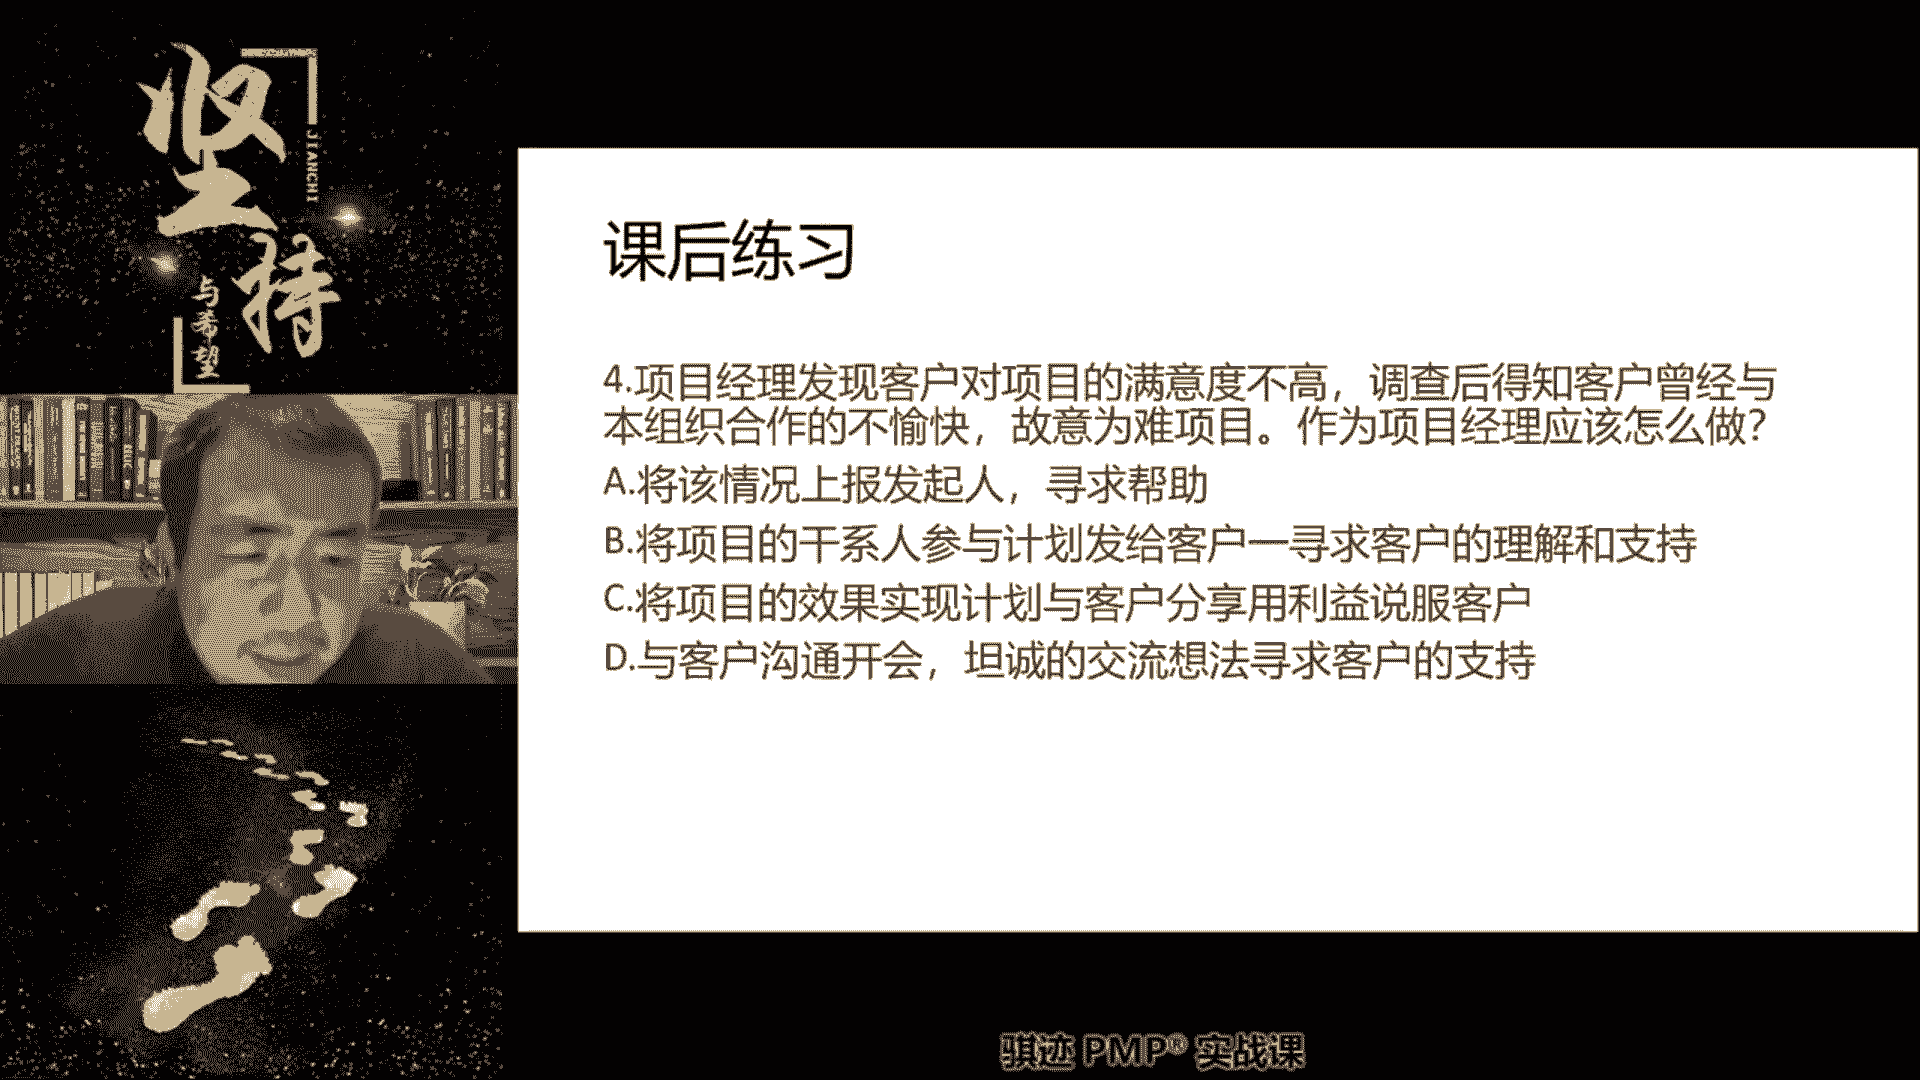 坚持
JIANCHI
与希望
课后练习
4.项目经理发现客户对项目的满意度不高，调查后得知客户曾经与
本组织合作的不愉快，故意为难项目。作为项目经理应该怎么做？
A.将该情况上报发起人，寻求帮助
B.将项目的干系人参与计划发给客户一寻求客户的理解和支持
C.将项目的效果实现计划与客户分享用利益说服客户
D.与客户沟通开会，坦诚的交流想法寻求客户的支持
骐迹 PMP® 实战课